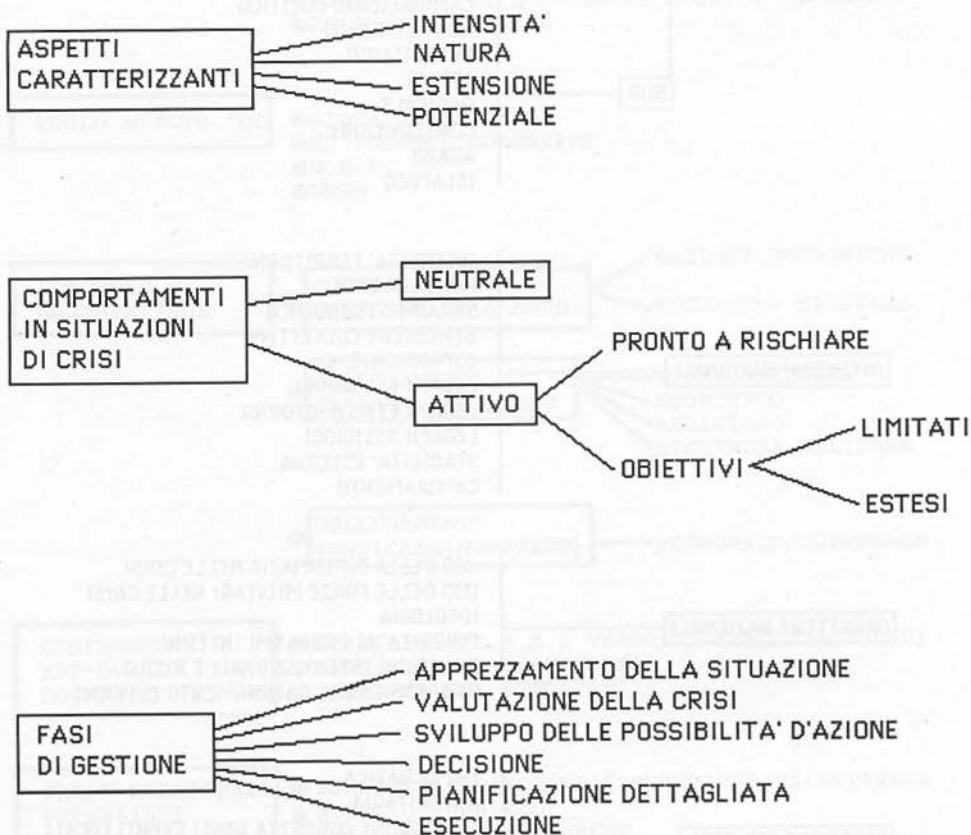 INTENSITA'
ASPETTI
CARATTERIZZANTI
NATURA
ESTENSIONE
POTENZIALE
COMPORTAMENTI
IN SITUAZIONI
DI CRISI
NEUTRALE
ATTIVO
PRONTO A RISCHIARE
OBIETTIVI
LIMITATI
ESTESI
FASI
DI GESTIONE
APPREZZAMENTO DELLA SITUAZIONE
VALUTAZIONE DELLA CRISI
SVILUPPO DELLE POSSIBILITA' D'AZIONE
DECISIONE
PIANIFICAZIONE DETTAGLIATA
ESECUZIONE